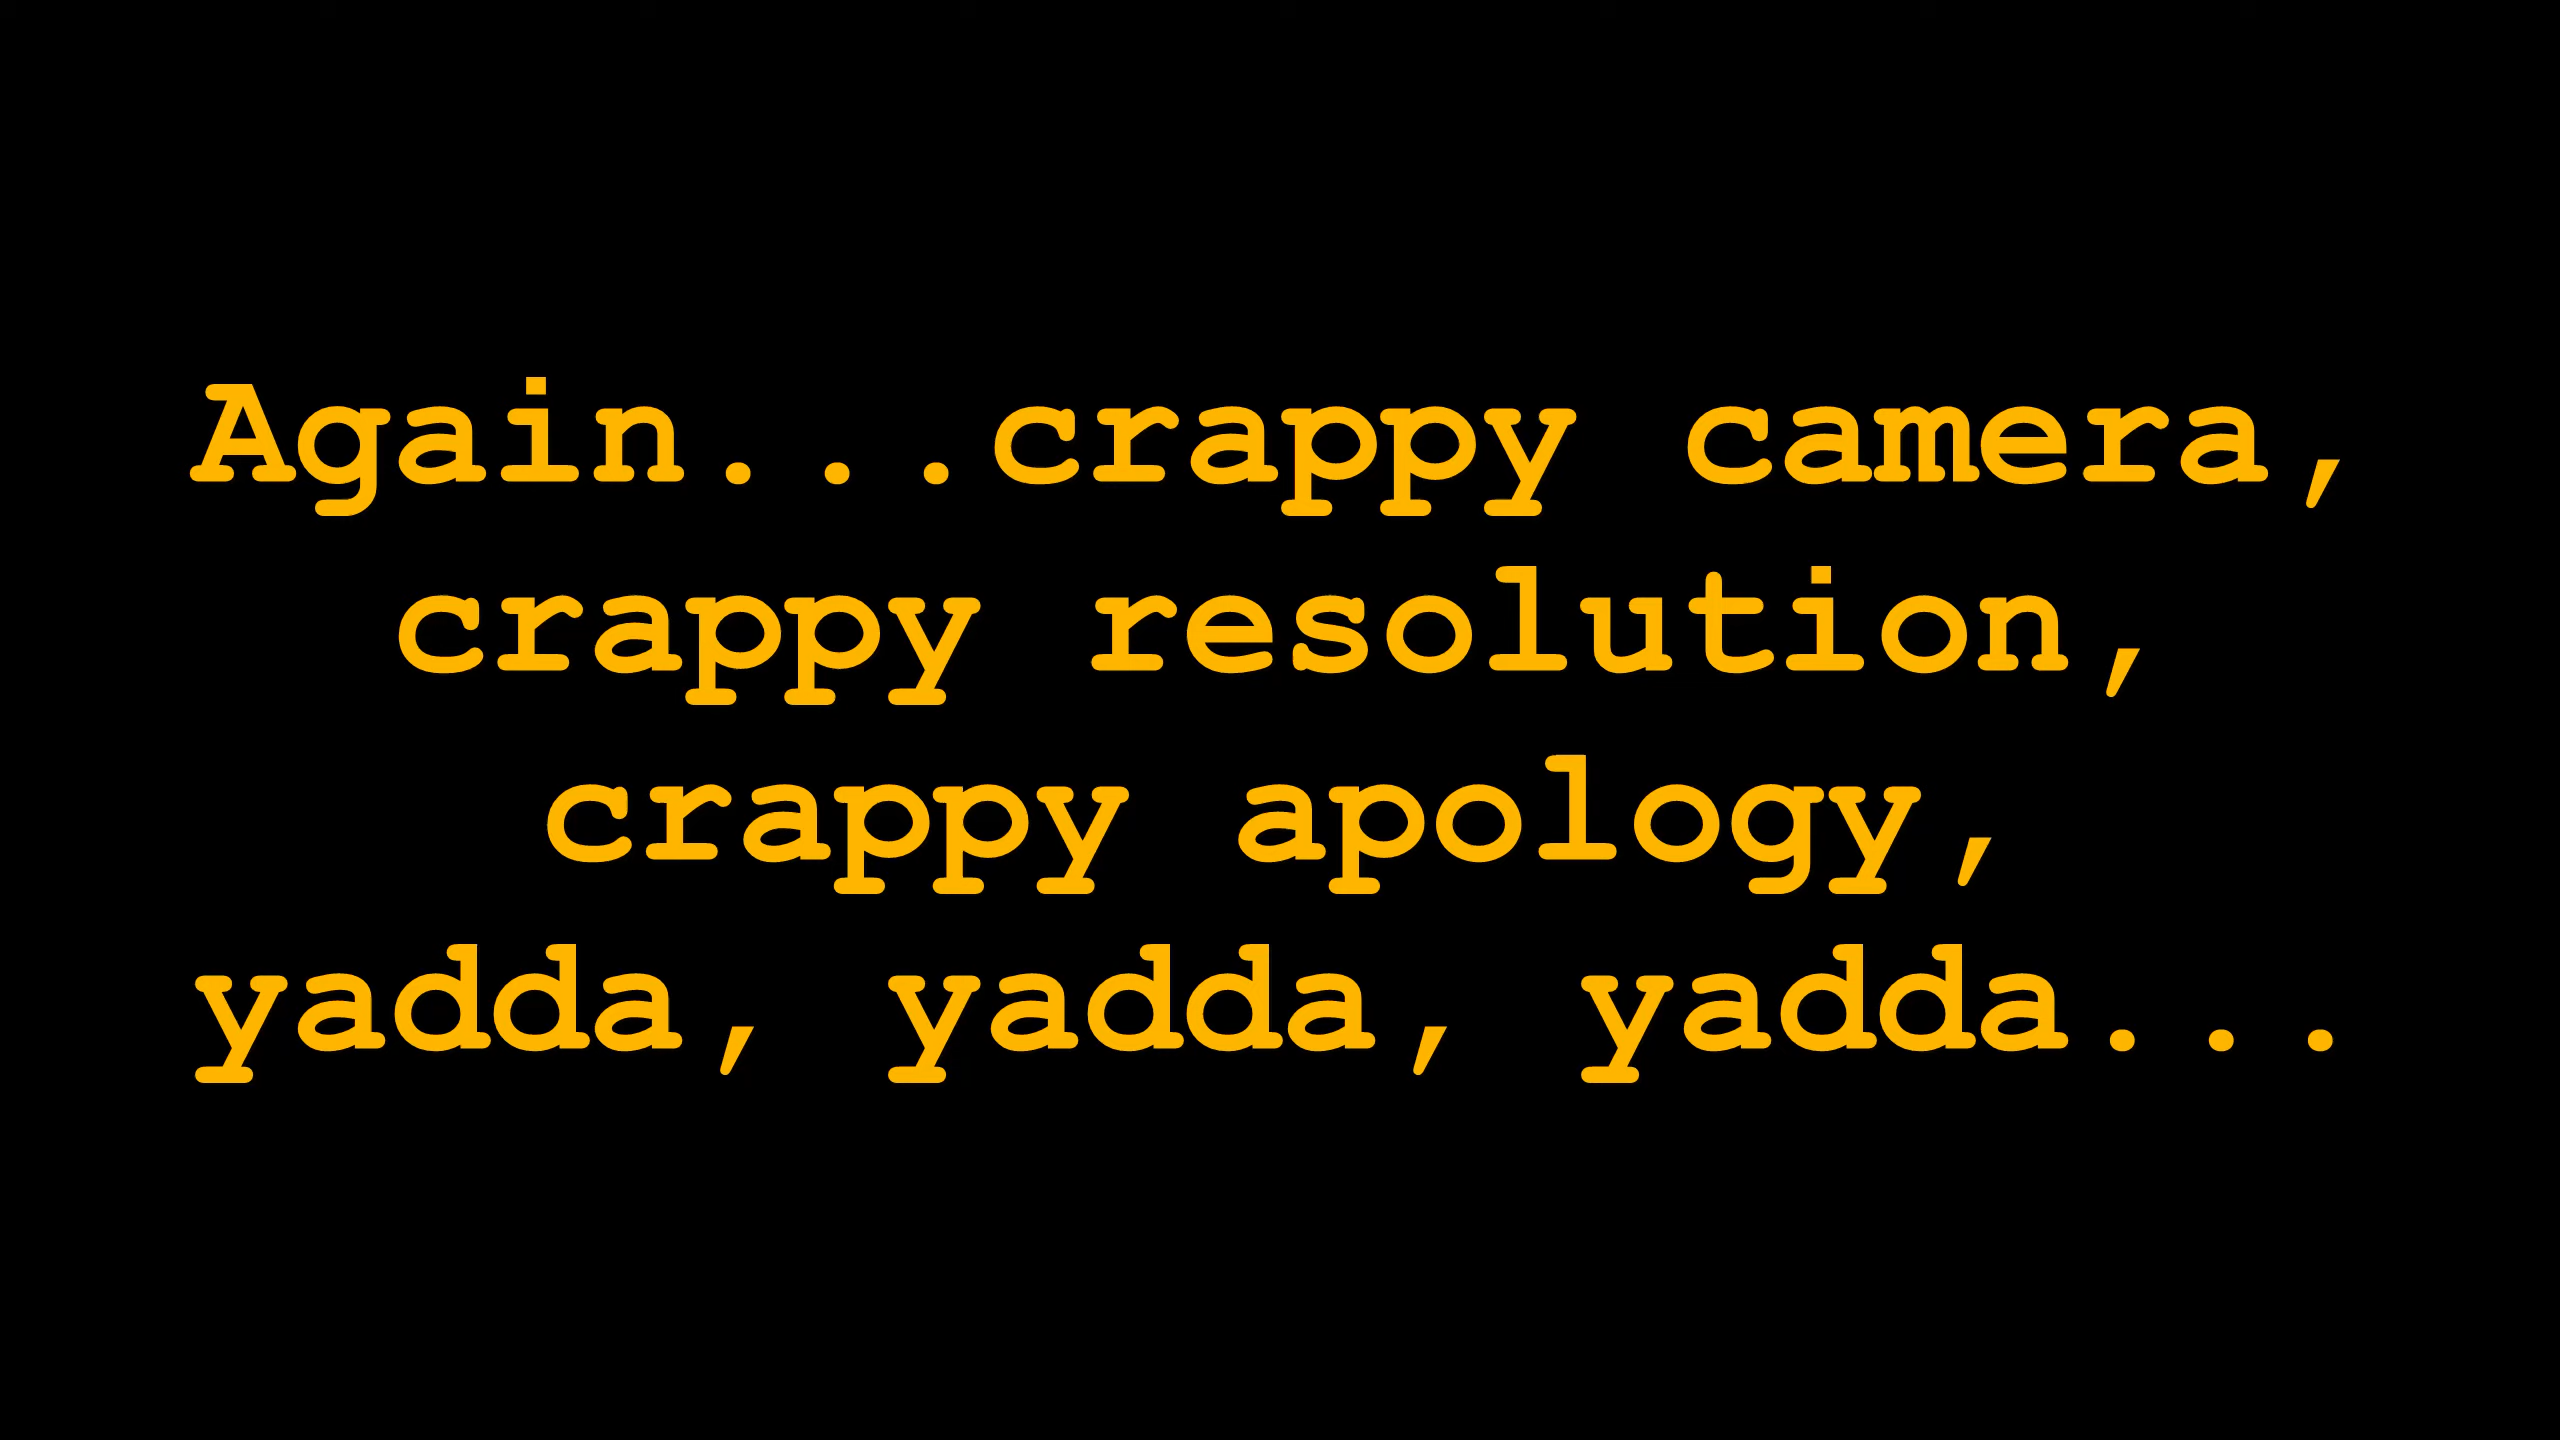 Again...crappy camera,
crappy resolution,
crappy apology,
yadda, yadda, yadda...